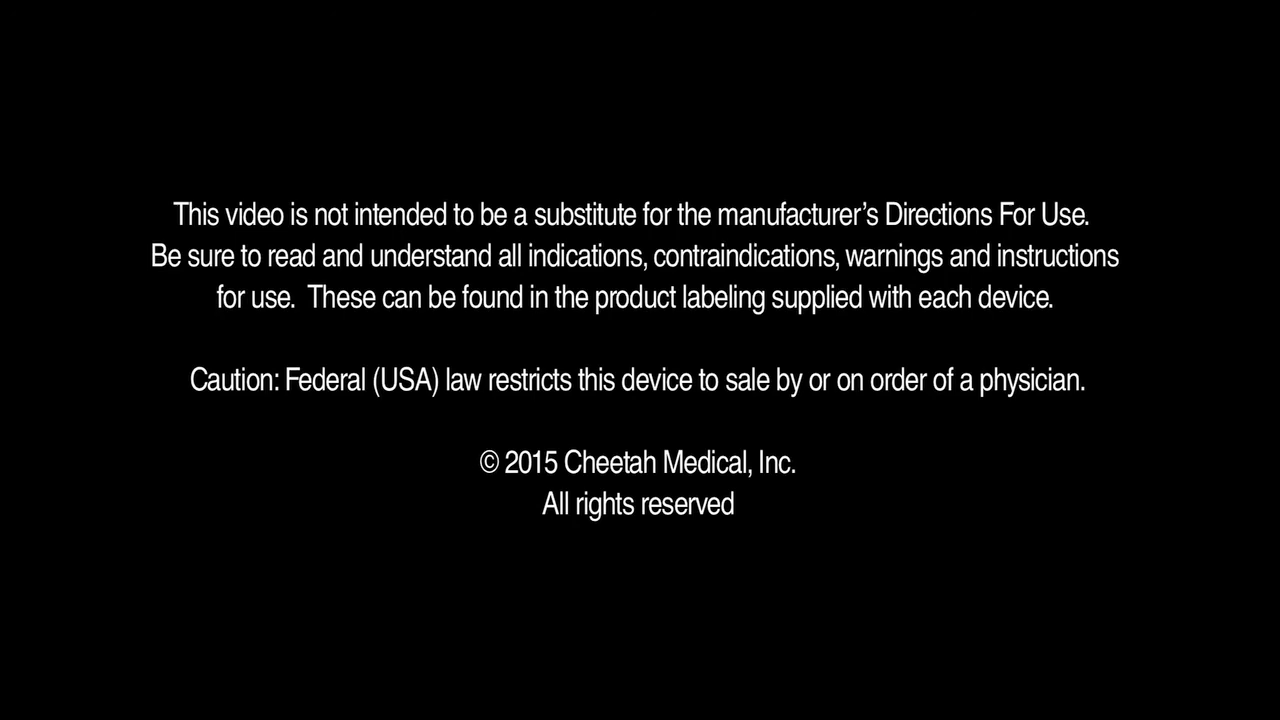 This video is not intended to be a substitute for the manufacturer’s Directions For Use.
Be sure to read and understand all indications, contraindications, warnings and instructions
for use.  These can be found in the product labeling supplied with each device.
Caution: Federal (USA) law restricts this device to sale by or on order of a physician.
© 2015 Cheetah Medical, Inc.
All rights reserved